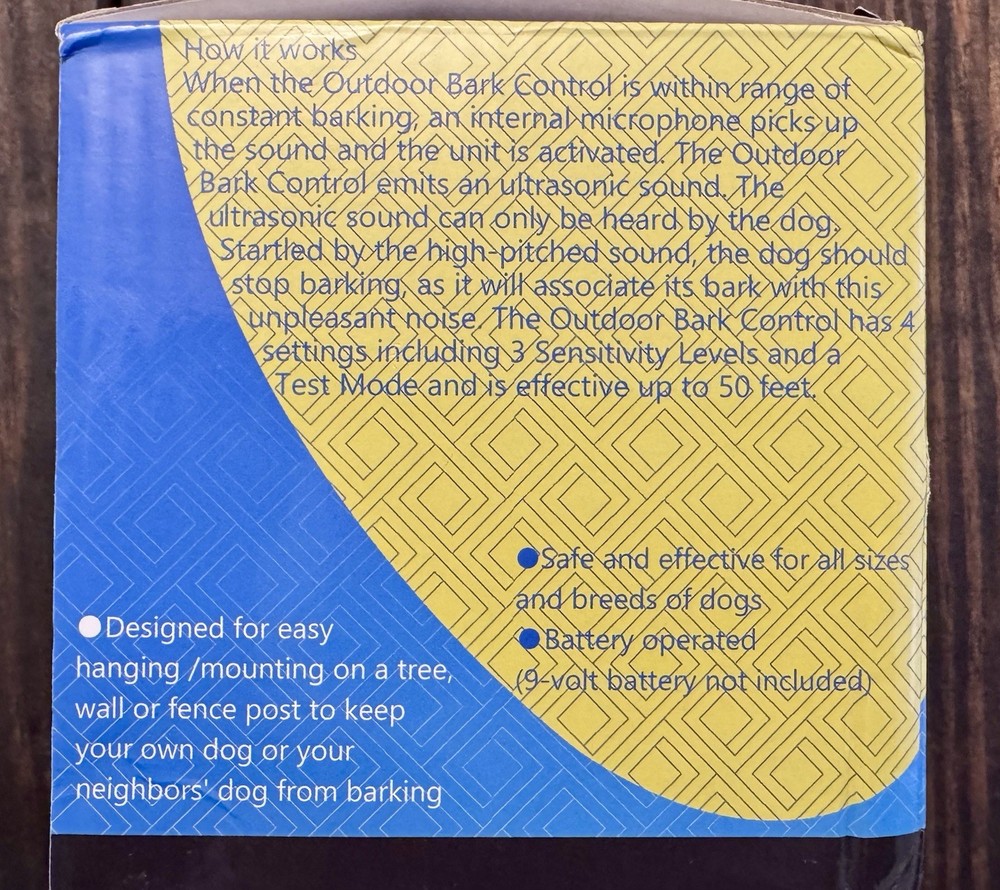 How it works
When the Outdoor Bark Control is within range of
constant barking, an internal microphone picks up
the sound and the unit is activated. The Outdoor
Bark Control emits an ultrasonic sound. The
ultrasonic sound can only be heard by the dog.
Startled by the high-pitched sound, the dog should
stop barking, as it will associate its bark with this
unpleasant noise. The Outdoor Bark Control has 4
settings including 3 Sensitivity Levels and a
Test Mode and is effective up to 50 feet.
●Safe and effective for all sizes
and breeds of dogs
●Battery operated
(9-volt battery not included)
●Designed for easy
hanging /mounting on a tree,
wall or fence post to keep
your own dog or your
neighbors' dog from barking